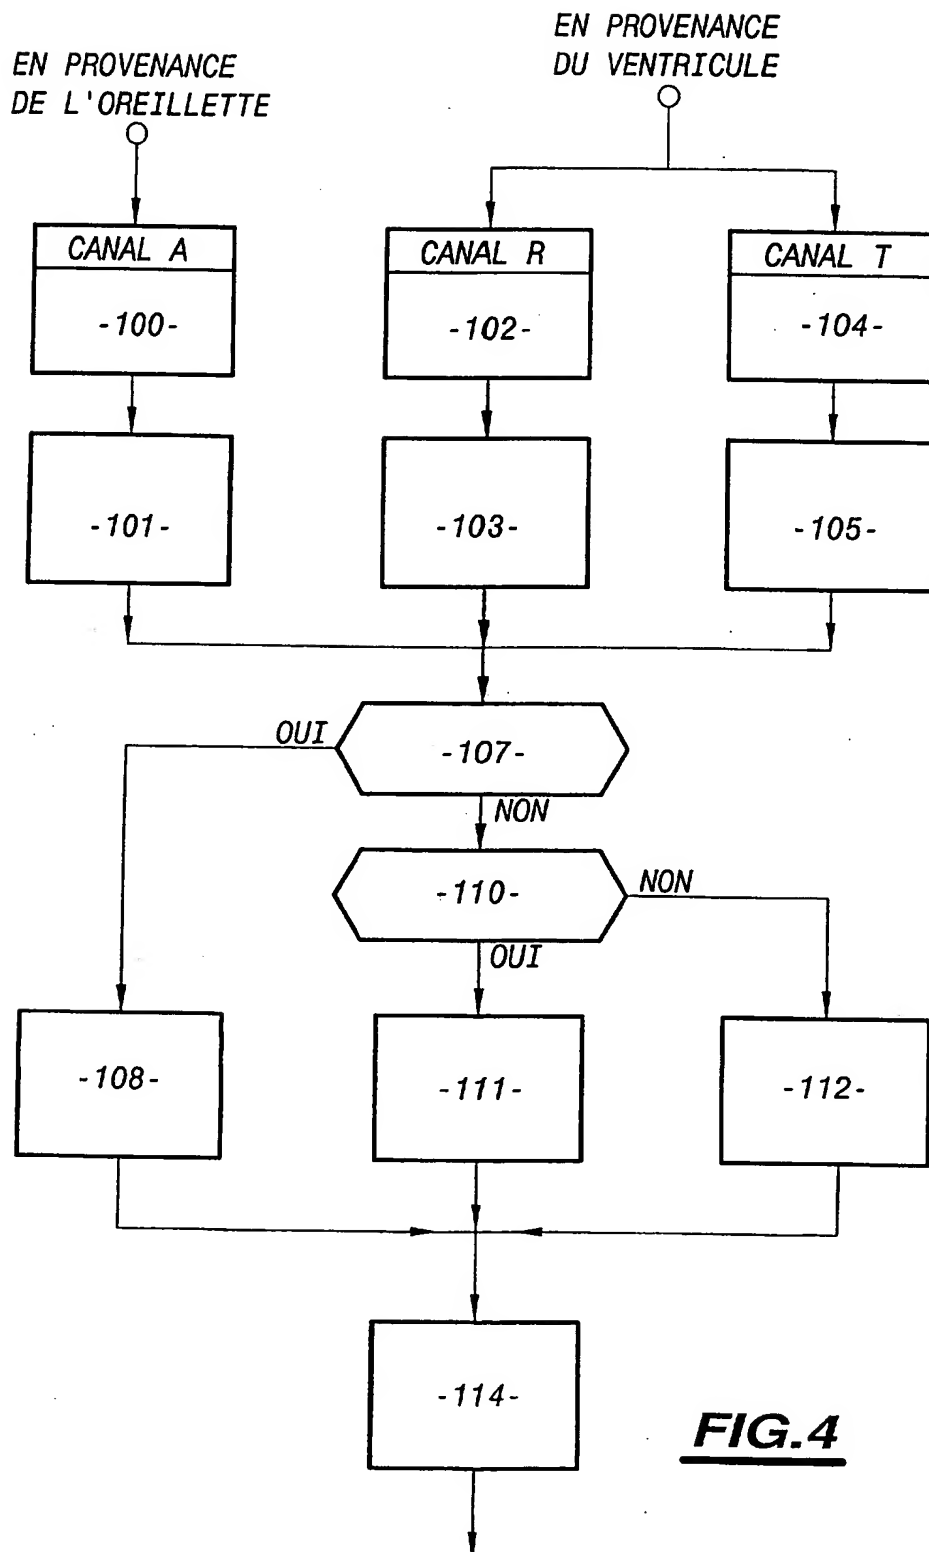 EN PROVENANCE
DE L'OREILLETTE
EN PROVENANCE
DU VENTRICULE
CANAL A
-100-
CANAL R
-102-
CANAL T
-104-
-101-
-103-
-105-
OUI
-107-
NON
-110-
NON
OUI
-108-
-111-
-112-
-114-
FIG.4